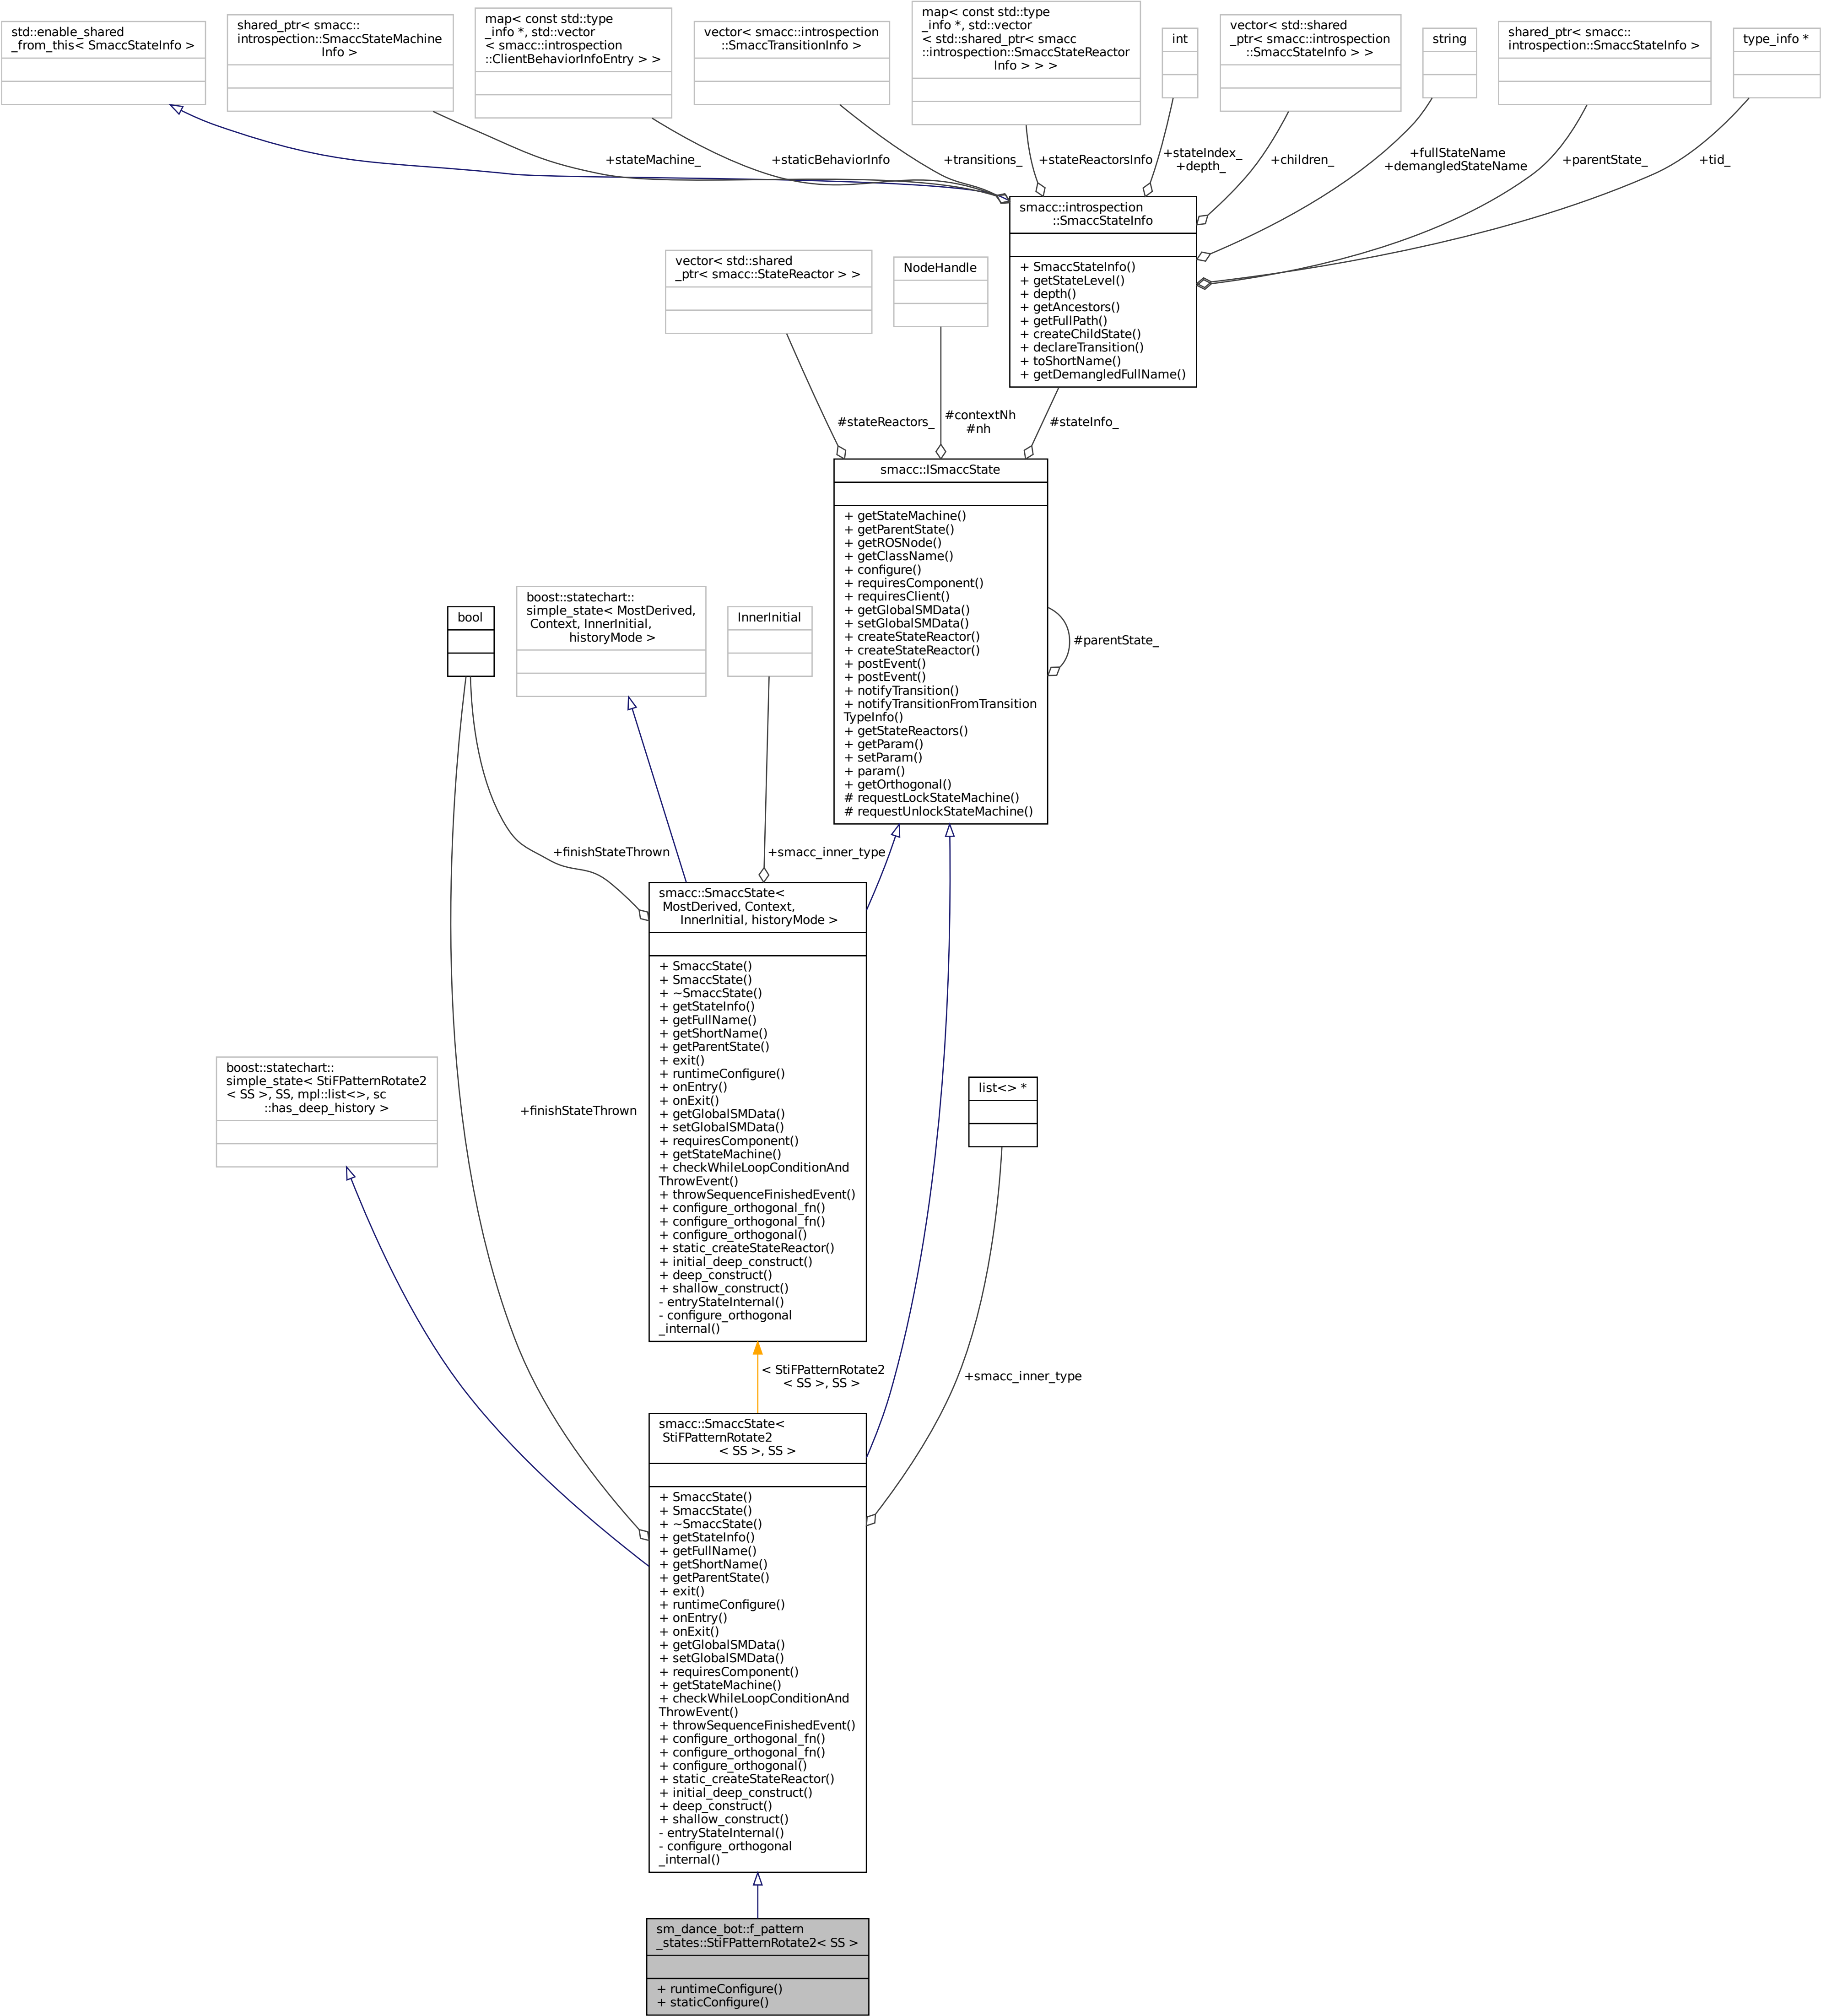 std::enable_shared
_from_this< SmaccStateInfo >
shared_ptr< smacc::
introspection::SmaccStateMachine
Info >
map< const std::type
_info *, std::vector
< smacc::introspection
::ClientBehaviorInfoEntry > >
vector< smacc::introspection
::SmaccTransitionInfo >
map< const std::type
_info *, std::vector
< std::shared_ptr< smacc
::introspection::SmaccStateReactor
Info > > >
int
vector< std::shared
_ptr< smacc::introspection
::SmaccStateInfo > >
string
shared_ptr< smacc::
introspection::SmaccStateInfo >
type_info *
+stateMachine_
+staticBehaviorInfo
+transitions_
+stateReactorsInfo
+stateIndex_
+depth_
+children_
+fullStateName
+demangledStateName
+parentState_
+tid_
smacc::introspection
::SmaccStateInfo
+ SmaccStateInfo()
+ getStateLevel()
+ depth()
+ getAncestors()
+ getFullPath()
+ createChildState()
+ declareTransition()
+ toShortName()
+ getDemangledFullName()
vector< std::shared
_ptr< smacc::StateReactor > >
NodeHandle
#stateReactors_
#contextNh
#nh
#stateInfo_
smacc::ISmaccState
+ getStateMachine()
+ getParentState()
+ getROSNode()
+ getClassName()
+ configure()
+ requiresComponent()
+ requiresClient()
+ getGlobalSMData()
+ setGlobalSMData()
+ createStateReactor()
+ createStateReactor()
+ postEvent()
+ postEvent()
+ notifyTransition()
+ notifyTransitionFromTransition
TypeInfo()
+ getStateReactors()
+ getParam()
+ setParam()
+ param()
+ getOrthogonal()
# requestLockStateMachine()
# requestUnlockStateMachine()
#parentState_
bool
boost::statechart::
simple_state< MostDerived,
Context, InnerInitial,
historyMode >
InnerInitial
+finishStateThrown
+smacc_inner_type
smacc::SmaccState<
MostDerived, Context,
InnerInitial, historyMode >
+ SmaccState()
+ SmaccState()
+ ~SmaccState()
+ getStateInfo()
+ getFullName()
+ getShortName()
+ getParentState()
+ exit()
+ runtimeConfigure()
+ onEntry()
+ onExit()
+ getGlobalSMData()
+ setGlobalSMData()
+ requiresComponent()
+ getStateMachine()
+ checkWhileLoopConditionAnd
ThrowEvent()
+ throwSequenceFinishedEvent()
+ configure_orthogonal_fn()
+ configure_orthogonal_fn()
+ configure_orthogonal()
+ static_createStateReactor()
+ initial_deep_construct()
+ deep_construct()
+ shallow_construct()
- entryStateInternal()
- configure_orthogonal
_internal()
boost::statechart::
simple_state< StiFPatternRotate2
< SS >, SS, mpl::list<>, sc
::has_deep_history >
+finishStateThrown
list<> *
< StiFPatternRotate2
< SS >, SS >
+smacc_inner_type
smacc::SmaccState<
StiFPatternRotate2
< SS >, SS >
+ SmaccState()
+ SmaccState()
+ ~SmaccState()
+ getStateInfo()
+ getFullName()
+ getShortName()
+ getParentState()
+ exit()
+ runtimeConfigure()
+ onEntry()
+ onExit()
+ getGlobalSMData()
+ setGlobalSMData()
+ requiresComponent()
+ getStateMachine()
+ checkWhileLoopConditionAnd
ThrowEvent()
+ throwSequenceFinishedEvent()
+ configure_orthogonal_fn()
+ configure_orthogonal_fn()
+ configure_orthogonal()
+ static_createStateReactor()
+ initial_deep_construct()
+ deep_construct()
+ shallow_construct()
- entryStateInternal()
- configure_orthogonal
_internal()
sm_dance_bot::f_pattern
_states::StiFPatternRotate2< SS >
+ runtimeConfigure()
+ staticConfigure()